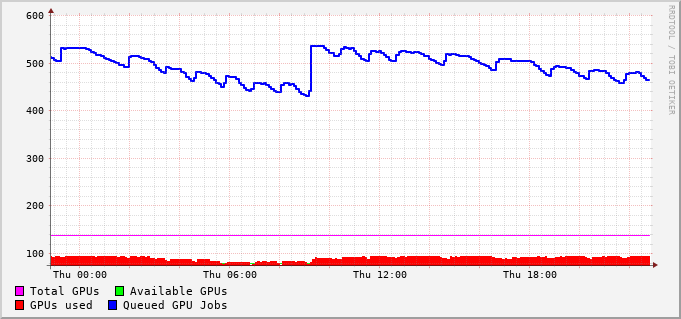 600
500
400
300
200
100
Thu 00:00 Thu 06:00 Thu 12:00 Thu 18:00
Total GPUs Available GPUs
GPUs used Queued GPU Jobs
RRDTOOL / TOBI OETIKER